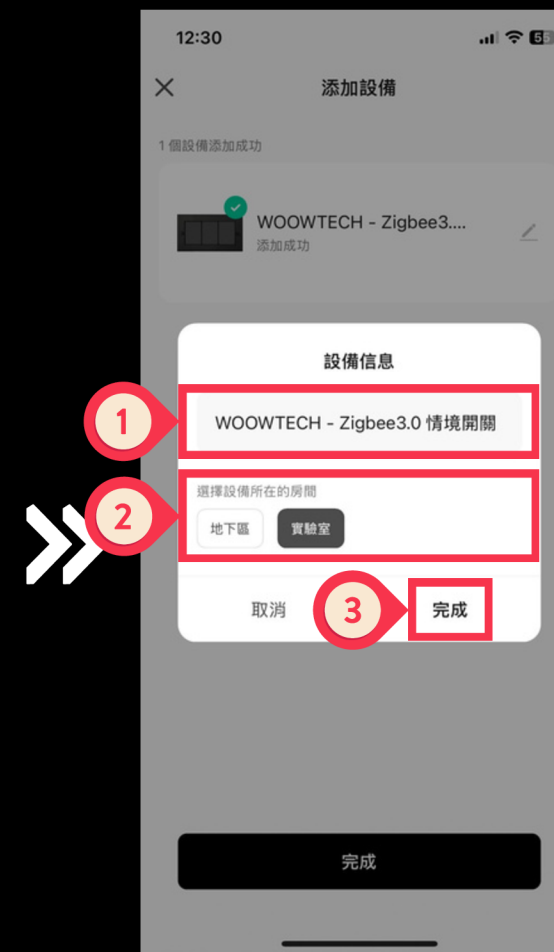 12:30
55
添加設備
1 個設備添加成功
WOOWTECH - Zigbee3....
添加成功
設備信息
1
WOOWTECH - Zigbee3.0 情境開關
2
選擇設備所在的房間
地下區 實驗室
取消
3
完成
完成